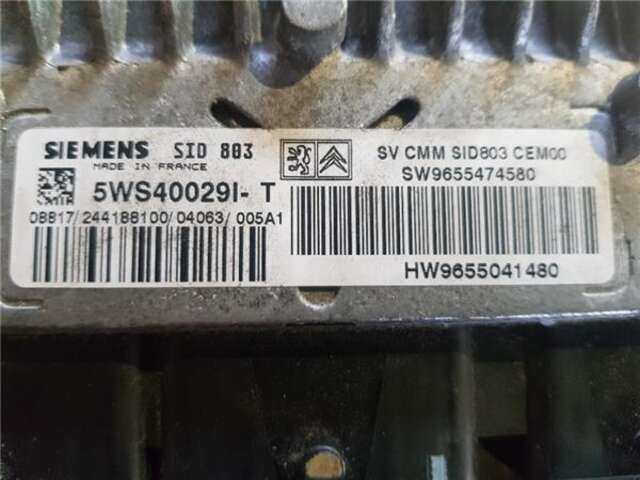 SIEMENS SID 803
MADE IN FRANCE
5WS40029I- T
08817/244188100/04063/005A1
SV CMM SID803 CEM00
SW9655474580
HW9655041480